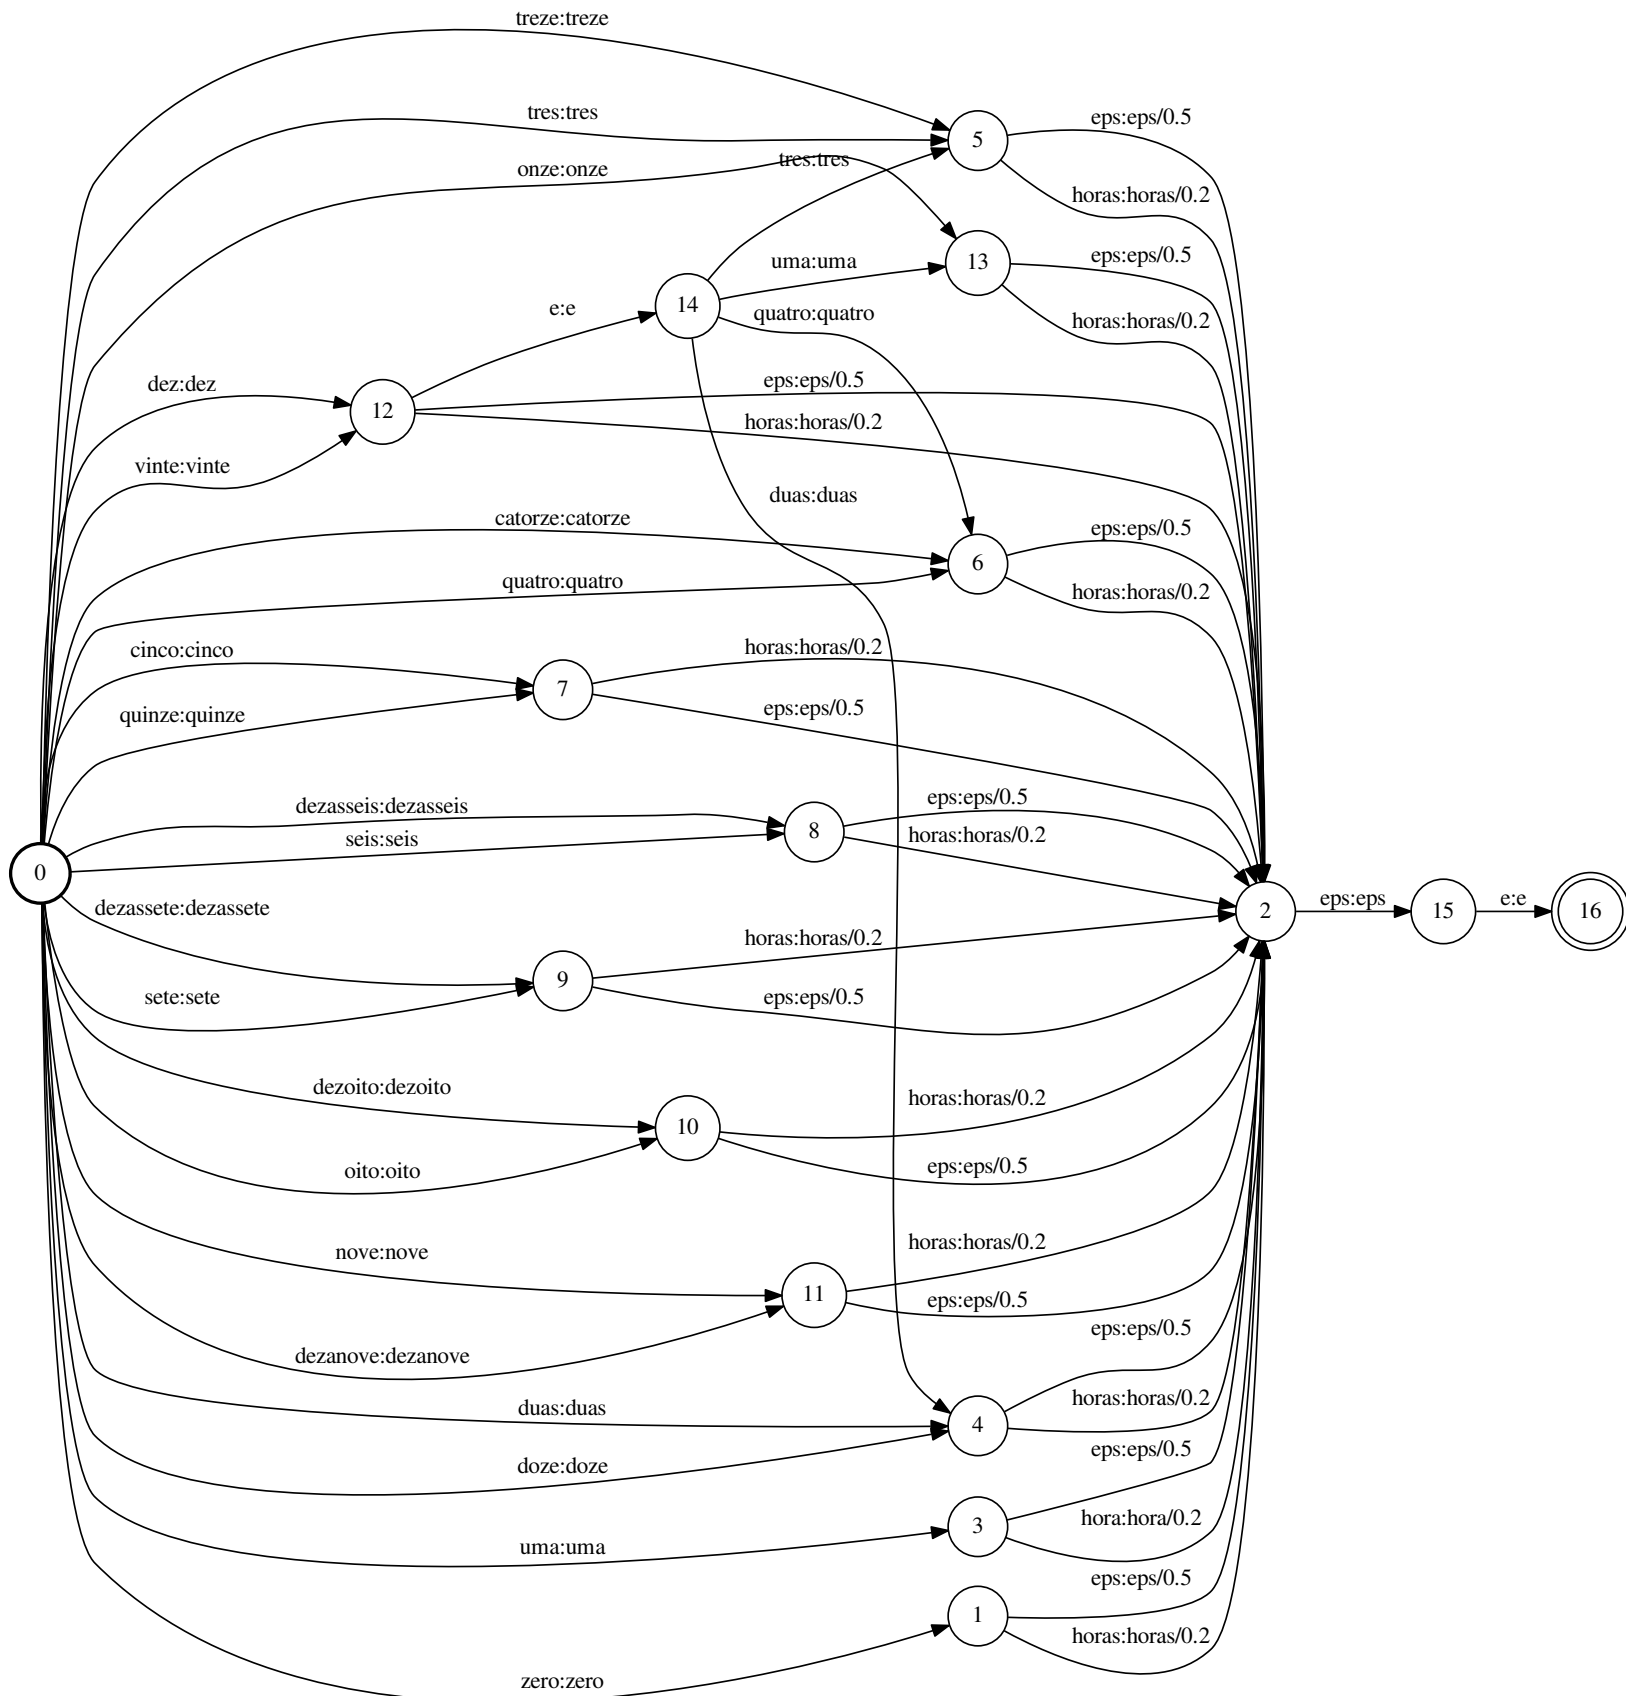 treze:treze
tres:tres
eps:eps/0.5
5
tres:tres
onze:onze
horas:horas/0.2
uma:uma
13
eps:eps/0.5
14
e:e
quatro:quatro
horas:horas/0.2
dez:dez
eps:eps/0.5
12
horas:horas/0.2
vinte:vinte
duas:duas
catorze:catorze
eps:eps/0.5
6
quatro:quatro
horas:horas/0.2
cinco:cinco
horas:horas/0.2
7
quinze:quinze
eps:eps/0.5
dezasseis:dezasseis
eps:eps/0.5
8
seis:seis
horas:horas/0.2
0
dezassete:dezassete
2
eps:eps
15
e:e
16
horas:horas/0.2
9
sete:sete
eps:eps/0.5
dezoito:dezoito
horas:horas/0.2
10
oito:oito
eps:eps/0.5
nove:nove
horas:horas/0.2
11
eps:eps/0.5
eps:eps/0.5
dezanove:dezanove
horas:horas/0.2
duas:duas
4
eps:eps/0.5
doze:doze
hora:hora/0.2
3
uma:uma
eps:eps/0.5
1
horas:horas/0.2
zero:zero